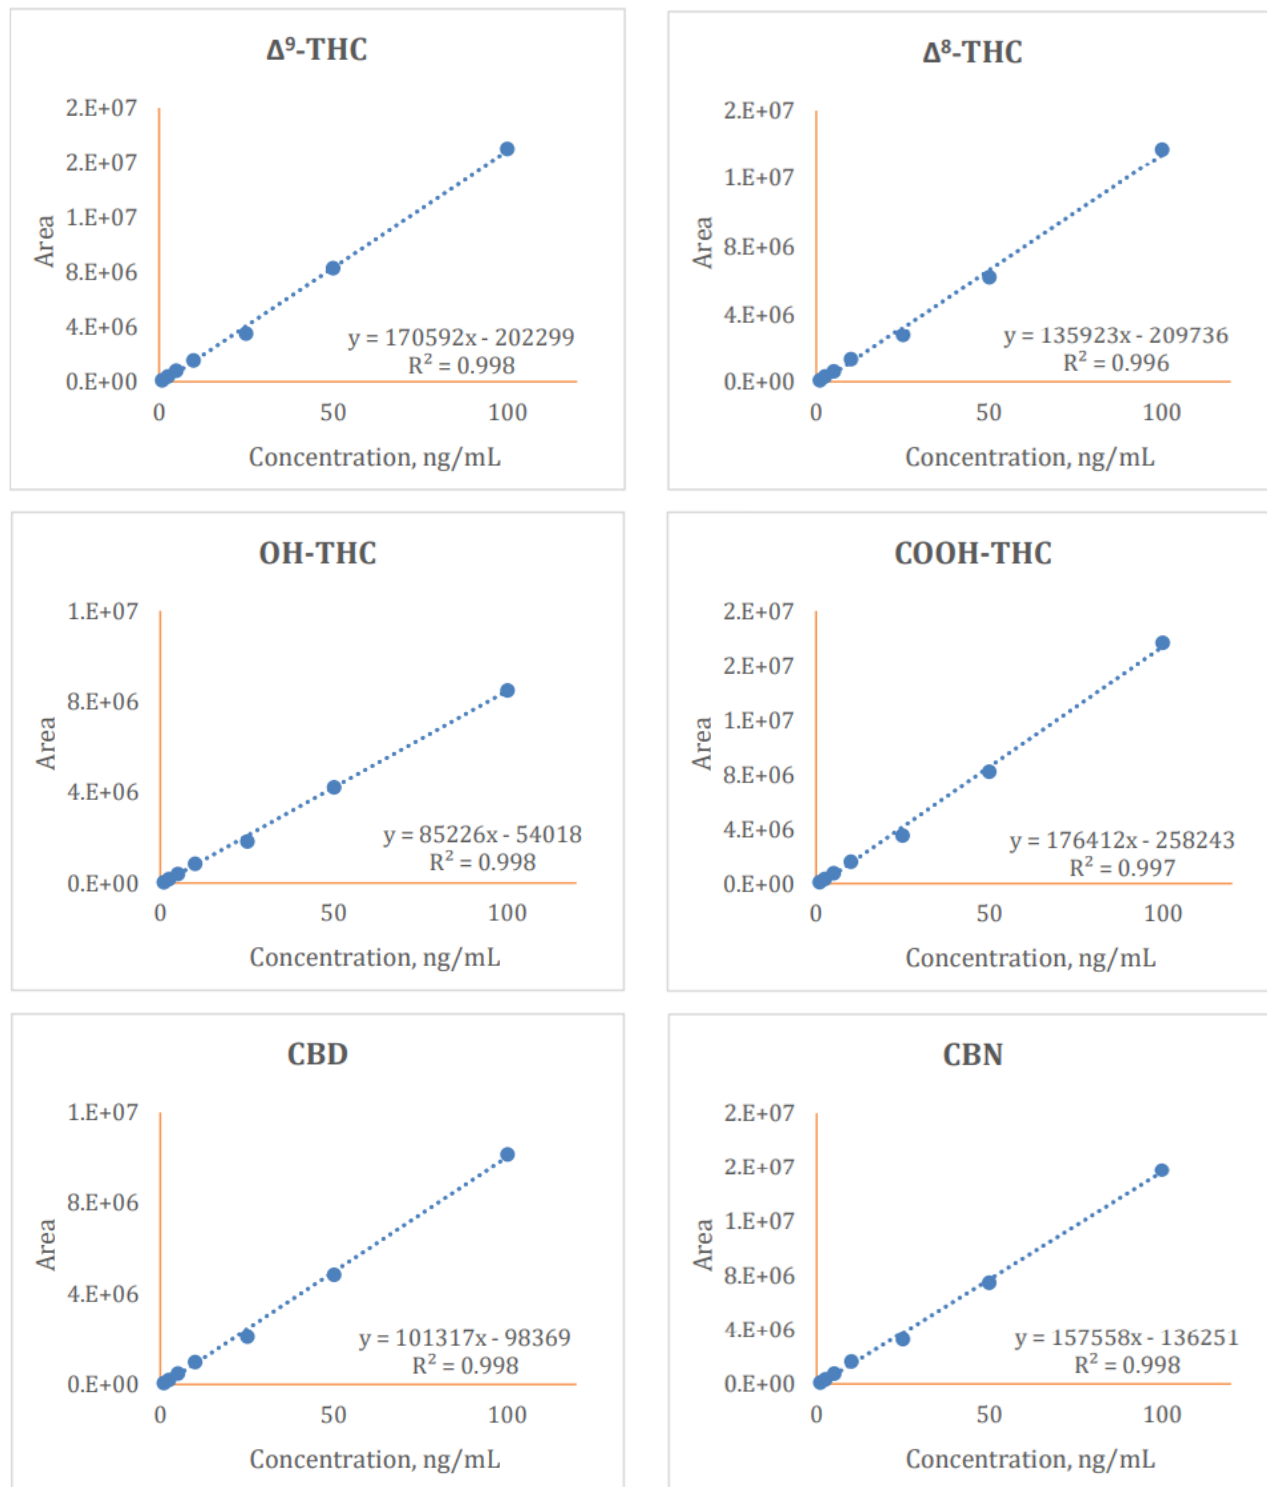 Δ⁹-THC
2.E+07
2.E+07
1.E+07
8.E+06
4.E+06
0.E+00
Area
y = 170592x - 202299
R² = 0.998
0 50 100
Concentration, ng/mL
Δ⁸-THC
2.E+07
1.E+07
8.E+06
4.E+06
0.E+00
Area
y = 135923x - 209736
R² = 0.996
0 50 100
Concentration, ng/mL
OH-THC
1.E+07
8.E+06
4.E+06
0.E+00
Area
y = 85226x - 54018
R² = 0.998
0 50 100
Concentration, ng/mL
COOH-THC
2.E+07
2.E+07
1.E+07
8.E+06
4.E+06
0.E+00
Area
y = 176412x - 258243
R² = 0.997
0 50 100
Concentration, ng/mL
CBD
1.E+07
8.E+06
4.E+06
0.E+00
Area
y = 101317x - 98369
R² = 0.998
0 50 100
Concentration, ng/mL
CBN
2.E+07
2.E+07
1.E+07
8.E+06
4.E+06
0.E+00
Area
y = 157558x - 136251
R² = 0.998
0 50 100
Concentration, ng/mL